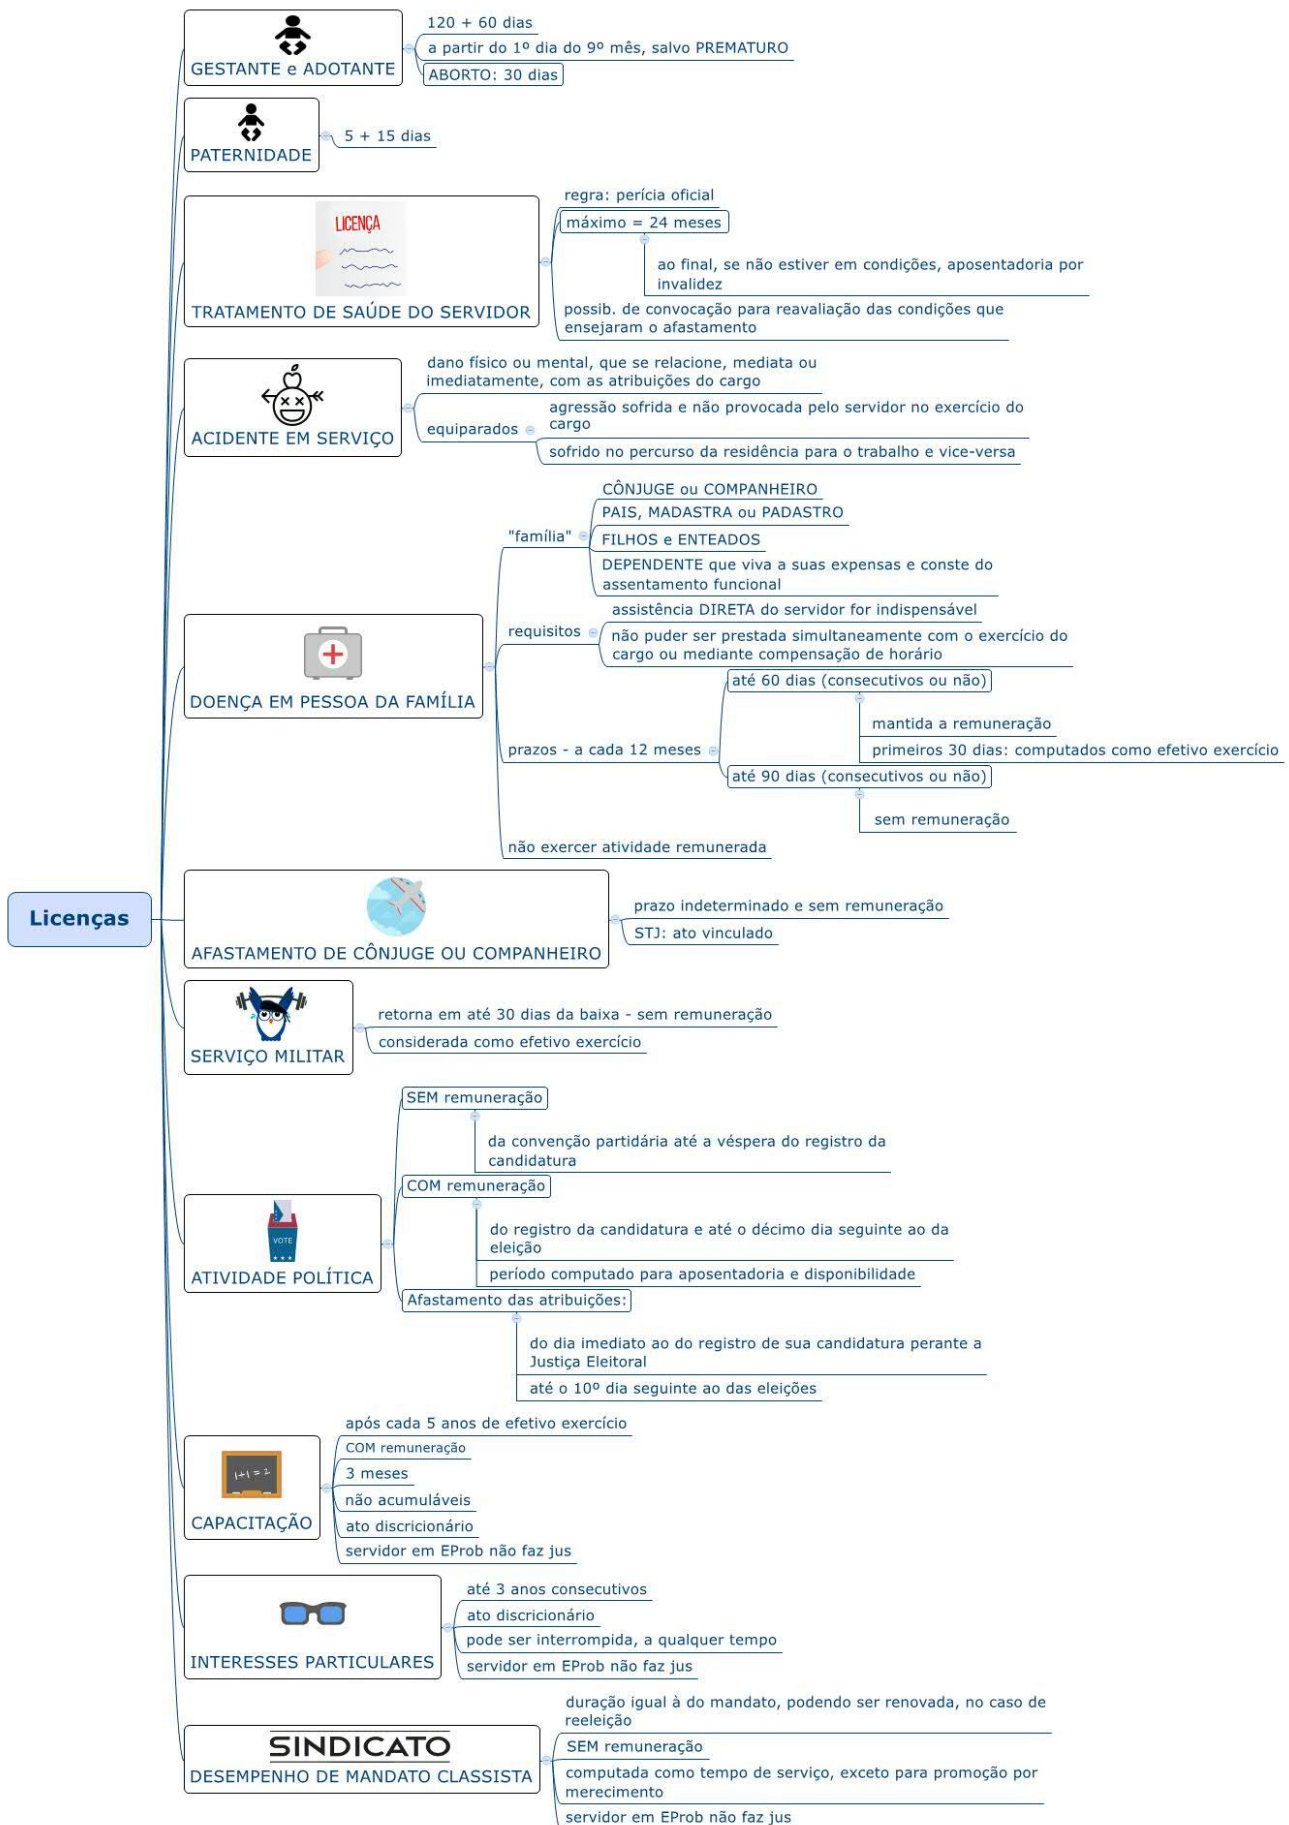 120 + 60 dias
a partir do 1º dia do 9º mês, salvo PREMATURO
GESTANTE e ADOTANTE
ABORTO: 30 dias
5 + 15 dias
PATERNIDADE
LICENÇA
TRATAMENTO DE SAÚDE DO SERVIDOR
regra: perícia oficial
máximo = 24 meses
ao final, se não estiver em condições, aposentadoria por
invalidez
possib. de convocação para reavaliação das condições que
ensejaram o afastamento
ACIDENTE EM SERVIÇO
dano físico ou mental, que se relacione, mediata ou
imediatamente, com as atribuições do cargo
equiparados
agressão sofrida e não provocada pelo servidor no exercício do
cargo
sofrido no percurso da residência para o trabalho e vice-versa
DOENÇA EM PESSOA DA FAMÍLIA
"família"
CÔNJUGE ou COMPANHEIRO
PAIS, MADASTRA ou PADASTRO
FILHOS e ENTEADOS
DEPENDENTE que viva a suas expensas e conste do
assentamento funcional
requisitos
assistência DIRETA do servidor for indispensável
não puder ser prestada simultaneamente com o exercício do
cargo ou mediante compensação de horário
prazos - a cada 12 meses
até 60 dias (consecutivos ou não)
mantida a remuneração
primeiros 30 dias: computados como efetivo exercício
até 90 dias (consecutivos ou não)
sem remuneração
não exercer atividade remunerada
Licenças
AFASTAMENTO DE CÔNJUGE OU COMPANHEIRO
prazo indeterminado e sem remuneração
STJ: ato vinculado
SERVIÇO MILITAR
retorna em até 30 dias da baixa - sem remuneração
considerada como efetivo exercício
VOTE
ATIVIDADE POLÍTICA
SEM remuneração
da convenção partidária até a véspera do registro da
candidatura
COM remuneração
do registro da candidatura e até o décimo dia seguinte ao da
eleição
período computado para aposentadoria e disponibilidade
Afastamento das atribuições:
do dia imediato ao do registro de sua candidatura perante a
Justiça Eleitoral
até o 10º dia seguinte ao das eleições
1+1=2
CAPACITAÇÃO
após cada 5 anos de efetivo exercício
COM remuneração
3 meses
não acumuláveis
ato discricionário
servidor em EProb não faz jus
INTERESSES PARTICULARES
até 3 anos consecutivos
ato discricionário
pode ser interrompida, a qualquer tempo
servidor em EProb não faz jus
SINDICATO
DESEMPENHO DE MANDATO CLASSISTA
duração igual à do mandato, podendo ser renovada, no caso de
reeleição
SEM remuneração
computada como tempo de serviço, exceto para promoção por
merecimento
servidor em EProb não faz jus